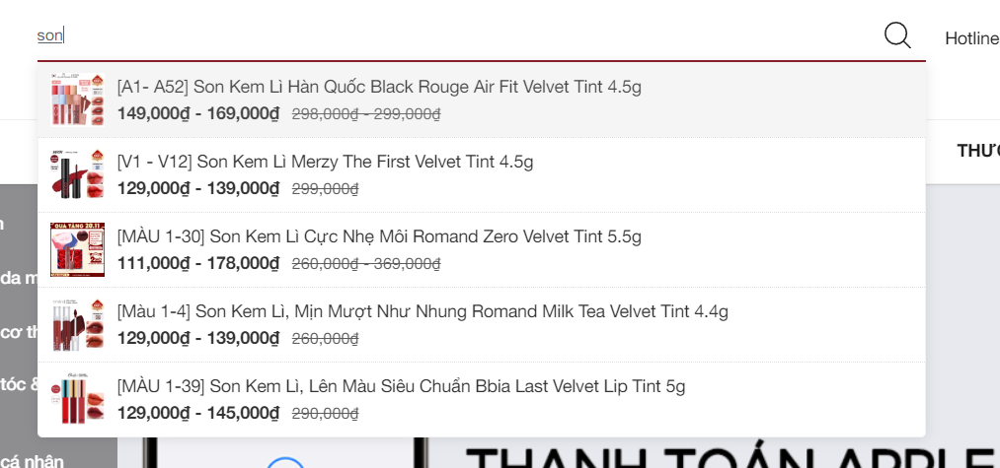 son
Hotline
[A1- A52] Son Kem Lì Hàn Quốc Black Rouge Air Fit Velvet Tint 4.5g
149,000₫ - 169,000₫ 298,000₫ - 299,000₫
[V1 - V12] Son Kem Lì Merzy The First Velvet Tint 4.5g
129,000₫ - 139,000₫ 299,000₫
[MÀU 1-30] Son Kem Lì Cực Nhẹ Môi Romand Zero Velvet Tint 5.5g
111,000₫ - 178,000₫ 260,000₫ - 369,000₫
[Màu 1-4] Son Kem Lì, Mịn Mượt Như Nhung Romand Milk Tea Velvet Tint 4.4g
129,000₫ - 139,000₫ 260,000₫
[MÀU 1-39] Son Kem Lì, Lên Màu Siêu Chuẩn Bbia Last Velvet Lip Tint 5g
129,000₫ - 145,000₫ 290,000₫
QUÀ TẶNG 20.11
da
cơ
tóc &
cá nhân
THANH TOÁN APPLE